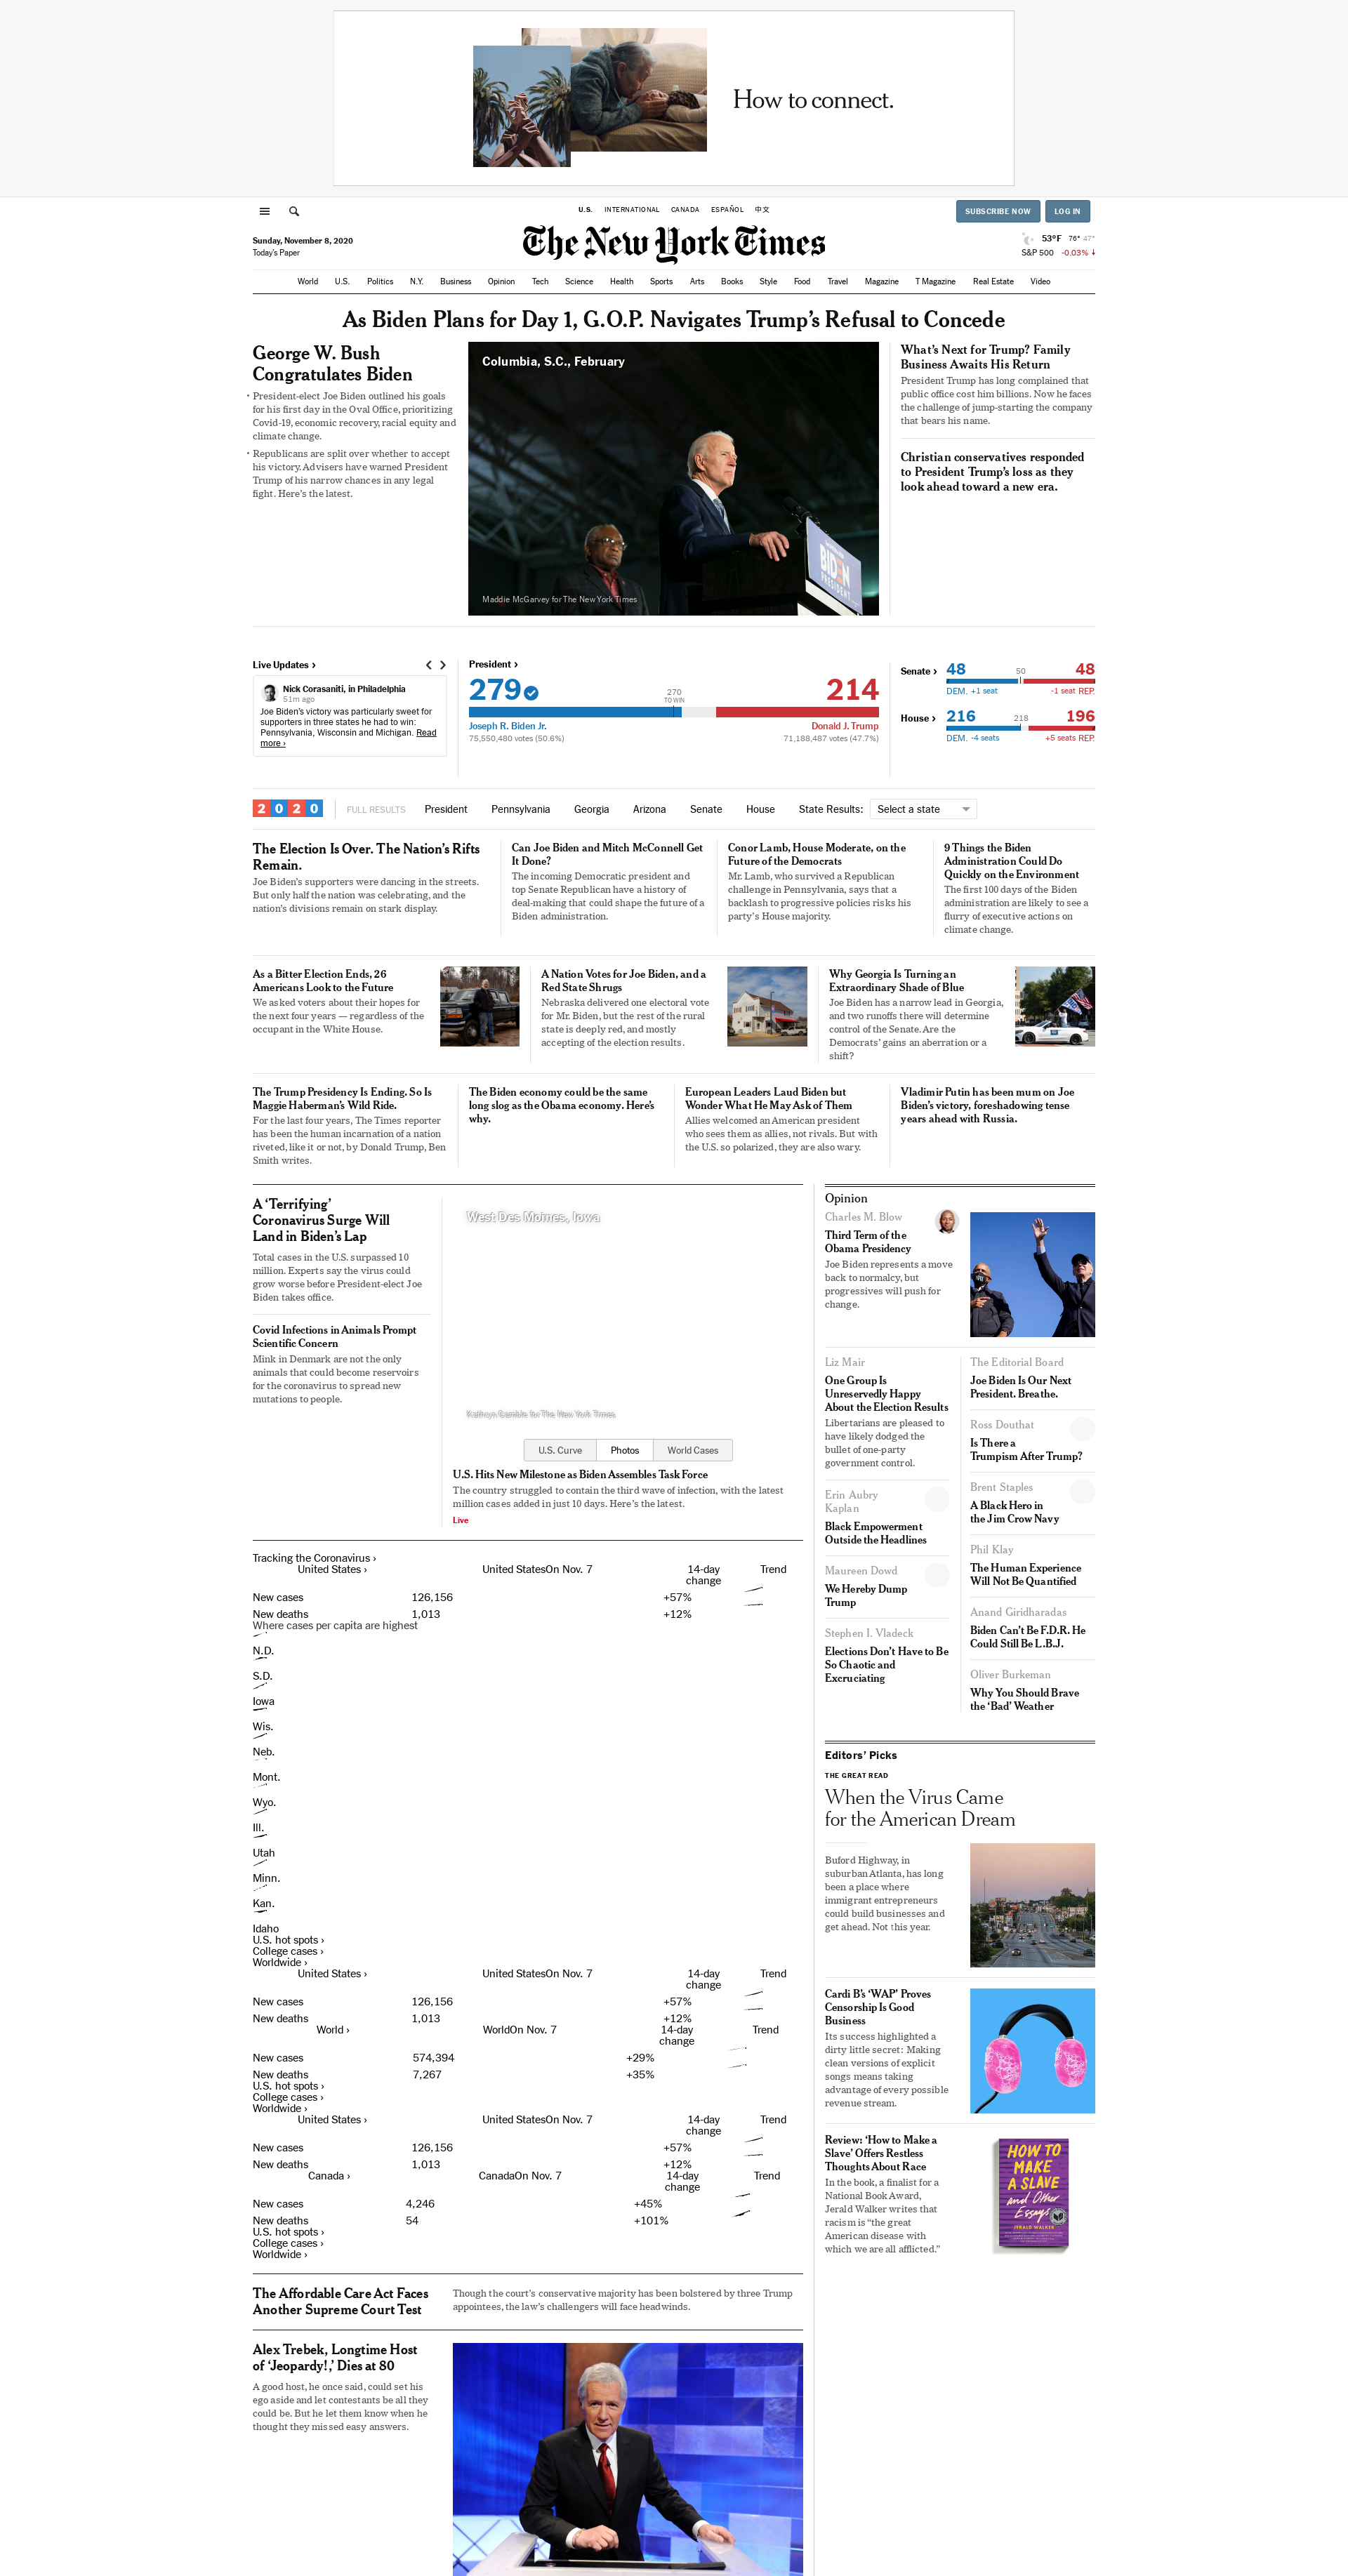 How to connect.
U.S. INTERNATIONAL CANADA ESPAÑOL 中文
SUBSCRIBE NOW LOG IN
Sunday, November 8, 2020
Today's Paper
The New York Times
53°F 76° 47°
S&P 500 -0.03%
World U.S. Politics N.Y. Business Opinion Tech Science Health Sports Arts Books Style Food Travel Magazine T Magazine Real Estate Video
As Biden Plans for Day 1, G.O.P. Navigates Trump's Refusal to Concede
George W. Bush
Congratulates Biden
President-elect Joe Biden outlined his goals
for his first day in the Oval Office, prioritizing
Covid-19, economic recovery, racial equity and
climate change.
Republicans are split over whether to accept
his victory. Advisers have warned President
Trump of his narrow chances in any legal
fight. Here's the latest.
Columbia, S.C., February
BIDEN
PRESIDENT
Maddie McGarvey for The New York Times
What's Next for Trump? Family
Business Awaits His Return
President Trump has long complained that
public office cost him billions. Now he faces
the challenge of jump-starting the company
that bears his name.
Christian conservatives responded
to President Trump's loss as they
look ahead toward a new era.
Live Updates ›
Nick Corasaniti, in Philadelphia
51m ago
Joe Biden's victory was particularly sweet for
supporters in three states he had to win:
Pennsylvania, Wisconsin and Michigan. Read
more ›
President ›
279 214
270
TO WIN
Joseph R. Biden Jr. Donald J. Trump
75,550,480 votes (50.6%) 71,188,487 votes (47.7%)
Senate › 48 50 48
DEM. +1 seat -1 seat REP.
House › 216 218 196
DEM. -4 seats +5 seats REP.
2020 FULL RESULTS President Pennsylvania Georgia Arizona Senate House State Results: Select a state
The Election Is Over. The Nation's Rifts
Remain.
Joe Biden's supporters were dancing in the streets.
But only half the nation was celebrating, and the
nation's divisions remain on stark display.
Can Joe Biden and Mitch McConnell Get
It Done?
The incoming Democratic president and
top Senate Republican have a history of
deal-making that could shape the future of a
Biden administration.
Conor Lamb, House Moderate, on the
Future of the Democrats
Mr. Lamb, who survived a Republican
challenge in Pennsylvania, says that a
backlash to progressive policies risks his
party's House majority.
9 Things the Biden
Administration Could Do
Quickly on the Environment
The first 100 days of the Biden
administration are likely to see a
flurry of executive actions on
climate change.
As a Bitter Election Ends, 26
Americans Look to the Future
We asked voters about their hopes for
the next four years — regardless of the
occupant in the White House.
A Nation Votes for Joe Biden, and a
Red State Shrugs
Nebraska delivered one electoral vote
for Mr. Biden, but the rest of the rural
state is deeply red, and mostly
accepting of the election results.
Why Georgia Is Turning an
Extraordinary Shade of Blue
Joe Biden has a narrow lead in Georgia,
and two runoffs there will determine
control of the Senate. Are the
Democrats' gains an aberration or a
shift?
The Trump Presidency Is Ending. So Is
Maggie Haberman's Wild Ride.
For the last four years, The Times reporter
has been the human incarnation of a nation
riveted, like it or not, by Donald Trump, Ben
Smith writes.
The Biden economy could be the same
long slog as the Obama economy. Here's
why.
European Leaders Laud Biden but
Wonder What He May Ask of Them
Allies welcomed an American president
who sees them as allies, not rivals. But with
the U.S. so polarized, they are also wary.
Vladimir Putin has been mum on Joe
Biden's victory, foreshadowing tense
years ahead with Russia.
A 'Terrifying'
Coronavirus Surge Will
Land in Biden's Lap
Total cases in the U.S. surpassed 10
million. Experts say the virus could
grow worse before President-elect Joe
Biden takes office.
Covid Infections in Animals Prompt
Scientific Concern
Mink in Denmark are not the only
animals that could become reservoirs
for the coronavirus to spread new
mutations to people.
West Des Moines, Iowa
Kathryn Gamble for The New York Times
U.S. Curve Photos World Cases
U.S. Hits New Milestone as Biden Assembles Task Force
The country struggled to contain the third wave of infection, with the latest
million cases added in just 10 days. Here's the latest.
Live
Tracking the Coronavirus ›
United States › United StatesOn Nov. 7 14-day Trend
change
New cases 126,156 +57%
New deaths 1,013 +12%
Where cases per capita are highest
N.D.
S.D.
Iowa
Wis.
Neb.
Mont.
Wyo.
Ill.
Utah
Minn.
Kan.
Idaho
U.S. hot spots ›
College cases ›
Worldwide ›
United States › United StatesOn Nov. 7 14-day Trend
change
New cases 126,156 +57%
New deaths 1,013 +12%
World › WorldOn Nov. 7 14-day Trend
change
New cases 574,394 +29%
New deaths 7,267 +35%
U.S. hot spots ›
College cases ›
Worldwide ›
United States › United StatesOn Nov. 7 14-day Trend
change
New cases 126,156 +57%
New deaths 1,013 +12%
Canada › CanadaOn Nov. 7 14-day Trend
change
New cases 4,246 +45%
New deaths 54 +101%
U.S. hot spots ›
College cases ›
Worldwide ›
The Affordable Care Act Faces
Another Supreme Court Test
Though the court's conservative majority has been bolstered by three Trump
appointees, the law's challengers will face headwinds.
Alex Trebek, Longtime Host
of 'Jeopardy!,' Dies at 80
A good host, he once said, could set his
ego aside and let contestants be all they
could be. But he let them know when he
thought they missed easy answers.
Opinion
Charles M. Blow
Third Term of the
Obama Presidency
Joe Biden represents a move
back to normalcy, but
progressives will push for
change.
Liz Mair
One Group Is
Unreservedly Happy
About the Election Results
Libertarians are pleased to
have likely dodged the
bullet of one-party
government control.
Erin Aubry
Kaplan
Black Empowerment
Outside the Headlines
Maureen Dowd
We Hereby Dump
Trump
Stephen I. Vladeck
Elections Don't Have to Be
So Chaotic and
Excruciating
The Editorial Board
Joe Biden Is Our Next
President. Breathe.
Ross Douthat
Is There a
Trumpism After Trump?
Brent Staples
A Black Hero in
the Jim Crow Navy
Phil Klay
The Human Experience
Will Not Be Quantified
Anand Giridharadas
Biden Can't Be F.D.R. He
Could Still Be L.B.J.
Oliver Burkeman
Why You Should Brave
the 'Bad' Weather
Editors' Picks
THE GREAT READ
When the Virus Came
for the American Dream
Buford Highway, in
suburban Atlanta, has long
been a place where
immigrant entrepreneurs
could build businesses and
get ahead. Not this year.
Cardi B's 'WAP' Proves
Censorship Is Good
Business
Its success highlighted a
dirty little secret: Making
clean versions of explicit
songs means taking
advantage of every possible
revenue stream.
Review: 'How to Make a
Slave' Offers Restless
Thoughts About Race
In the book, a finalist for a
National Book Award,
Jerald Walker writes that
racism is "the great
American disease with
which we are all afflicted."
HOW TO
MAKE
A SLAVE
and Other
Essays
JERALD WALKER